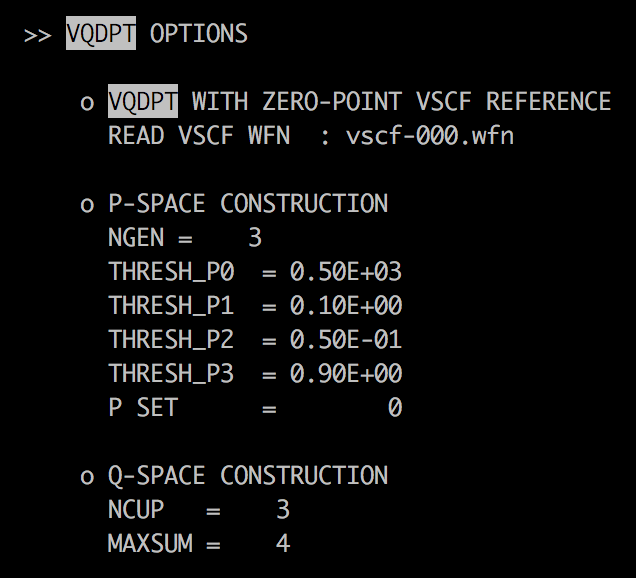 >> VQDPT OPTIONS
o VQDPT WITH ZERO-POINT VSCF REFERENCE
READ VSCF WFN  : vscf-000.wfn
o P-SPACE CONSTRUCTION
NGEN =    3
THRESH_P0  = 0.50E+03
THRESH_P1  = 0.10E+00
THRESH_P2  = 0.50E-01
THRESH_P3  = 0.90E+00
P SET      =        0
o Q-SPACE CONSTRUCTION
NCUP   =    3
MAXSUM =    4